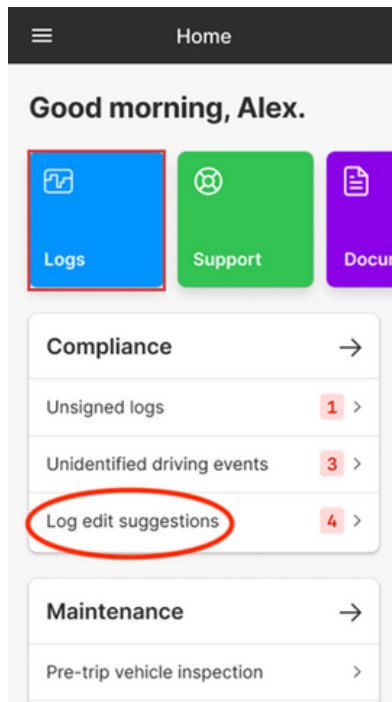 Home
Good morning, Alex.
Logs
Support
Docum
Compliance
Unsigned logs 1
Unidentified driving events 3
Log edit suggestions 4
Maintenance
Pre-trip vehicle inspection